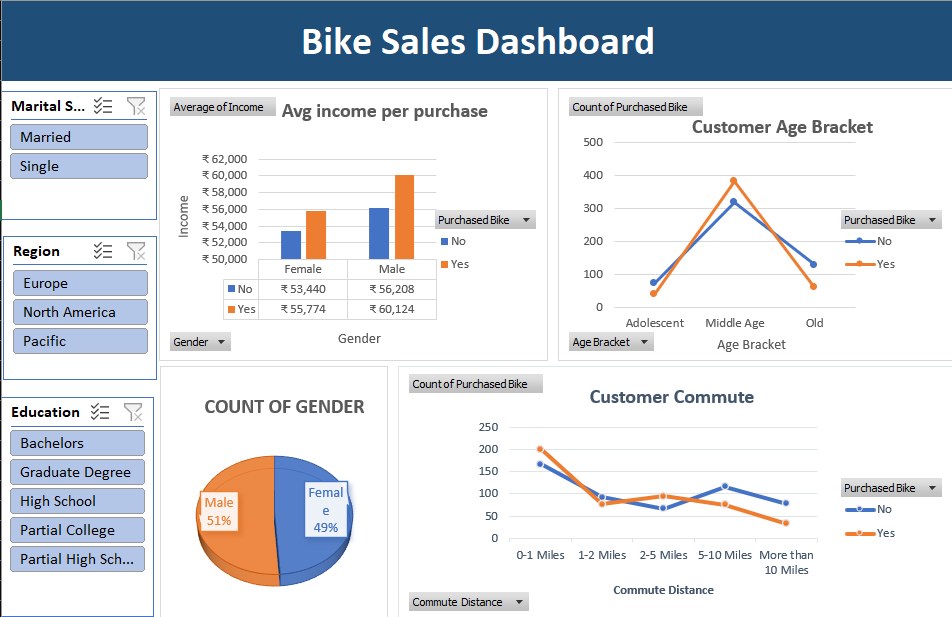 Bike Sales Dashboard
Marital S...
Married
Single
Region
Europe
North America
Pacific
Education
Bachelors
Graduate Degree
High School
Partial College
Partial High Sch...
Average of Income
Avg income per purchase
₹ 62,000
₹ 60,000
₹ 58,000
₹ 56,000
₹ 54,000
₹ 52,000
₹ 50,000
Income
Female Male
No ₹ 53,440 ₹ 56,208
Yes ₹ 55,774 ₹ 60,124
Gender
Gender
Purchased Bike
No
Yes
Count of Purchased Bike
Customer Age Bracket
500
400
300
200
100
0
Adolescent Middle Age Old
Age Bracket
Age Bracket
Purchased Bike
No
Yes
COUNT OF GENDER
Male
51%
Femal
e
49%
Count of Purchased Bike
Customer Commute
250
200
150
100
50
0
0-1 Miles 1-2 Miles 2-5 Miles 5-10 Miles More than
10 Miles
Commute Distance
Commute Distance
Purchased Bike
No
Yes